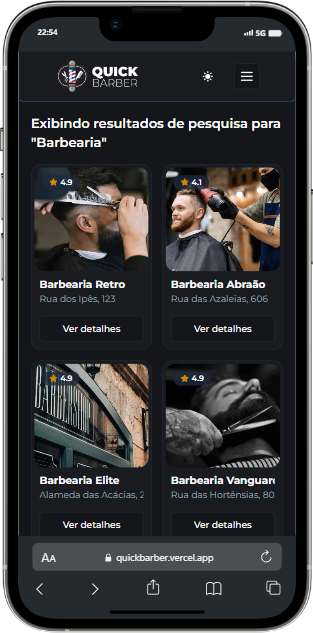 22:54
5G
QUICK
BARBER
Exibindo resultados de pesquisa para
"Barbearia"
4.9
4.1
Barbearia Retro
Barbearia Abraão
Rua dos Ipês, 123
Rua das Azaleias, 606
Ver detalhes
Ver detalhes
4.9
4.9
Barbearia Elite
Barbearia Vanguar
Alameda das Acácias, 2
Rua das Hortênsias, 80
Ver detalhes
Ver detalhes
AA
quickbarber.vercel.app